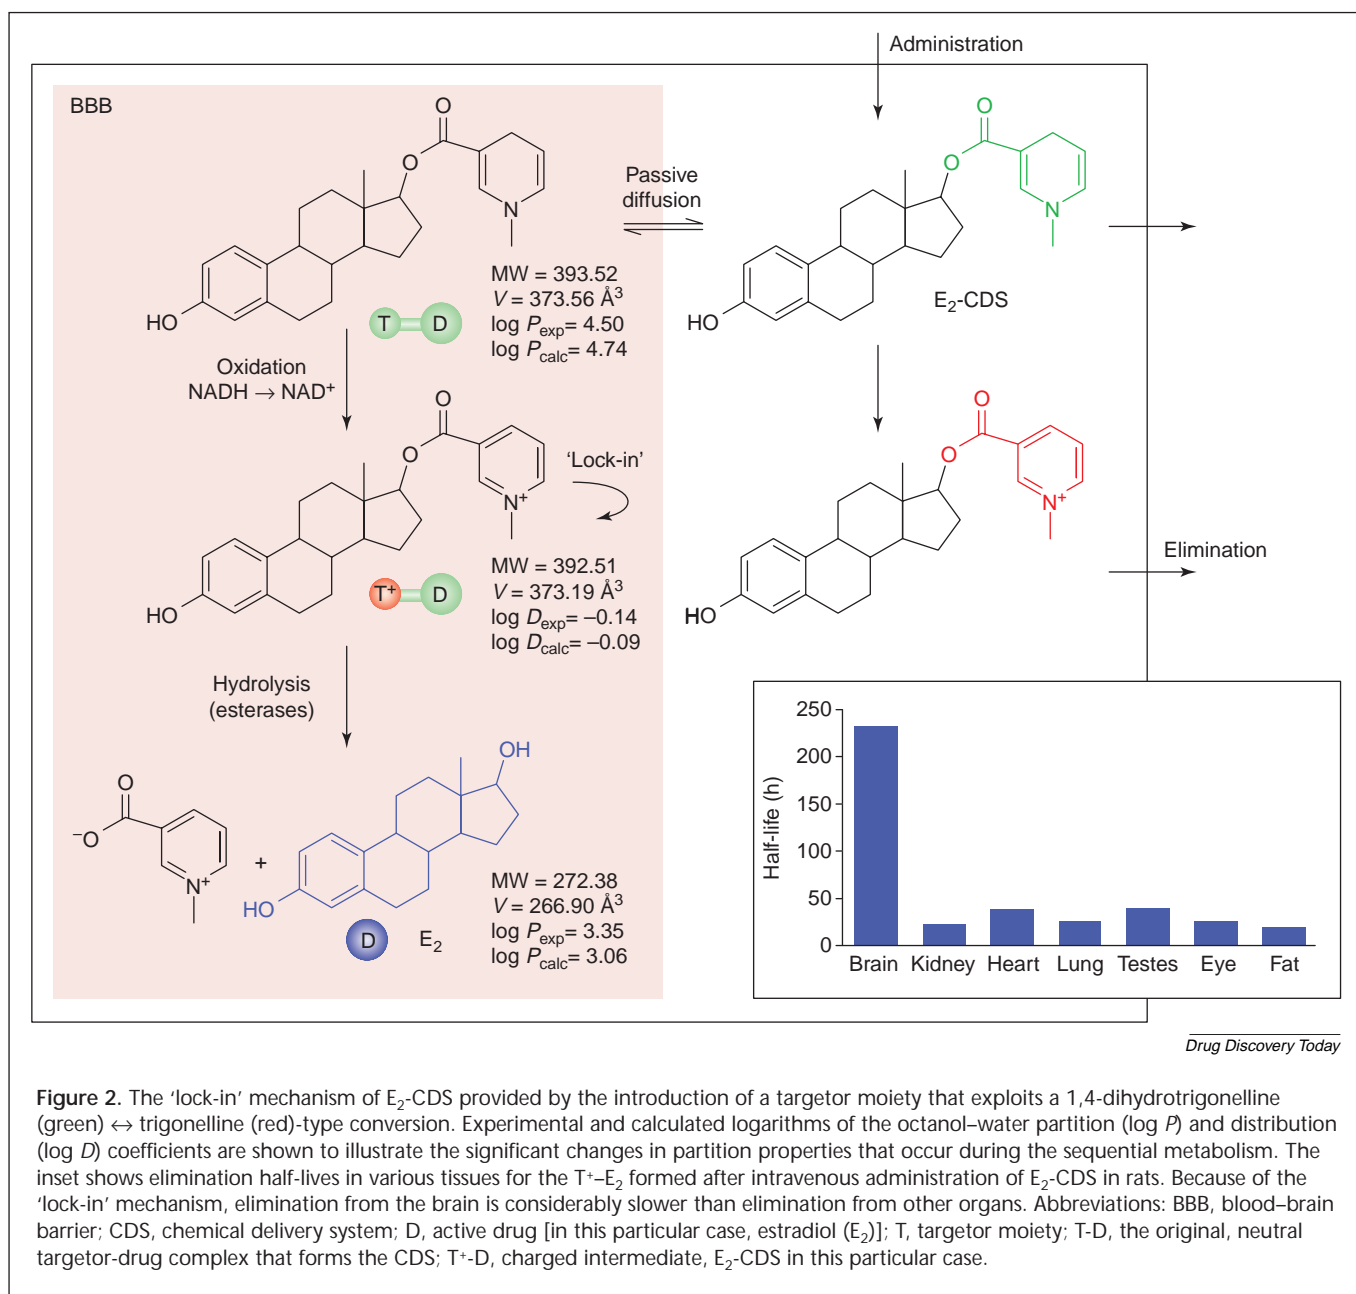 Administration
BBB
O
O
N
HO
MW = 393.52
V = 373.56 Å³
log Pexp= 4.50
log Pcalc= 4.74
T D
Passive
diffusion
O
O
N
HO
E₂-CDS
Oxidation
NADH → NAD⁺
O
O
N⁺
HO
'Lock-in'
MW = 392.51
V = 373.19 Å³
log Dexp= –0.14
log Dcalc= –0.09
T⁺ D
O
O
N⁺
HO
Elimination
Hydrolysis
(esterases)
O
⁻O
N⁺
+
OH
HO
D E₂
MW = 272.38
V = 266.90 Å³
log Pexp= 3.35
log Pcalc= 3.06
Half-life (h)
250
200
150
100
50
0
Brain Kidney Heart Lung Testes Eye Fat
Drug Discovery Today
Figure 2. The 'lock-in' mechanism of E₂-CDS provided by the introduction of a targetor moiety that exploits a 1,4-dihydrotrigonelline
(green) ↔ trigonelline (red)-type conversion. Experimental and calculated logarithms of the octanol–water partition (log P) and distribution
(log D) coefficients are shown to illustrate the significant changes in partition properties that occur during the sequential metabolism. The
inset shows elimination half-lives in various tissues for the T⁺–E₂ formed after intravenous administration of E₂-CDS in rats. Because of the
'lock-in' mechanism, elimination from the brain is considerably slower than elimination from other organs. Abbreviations: BBB, blood–brain
barrier; CDS, chemical delivery system; D, active drug [in this particular case, estradiol (E₂)]; T, targetor moiety; T-D, the original, neutral
targetor-drug complex that forms the CDS; T⁺-D, charged intermediate, E₂-CDS in this particular case.